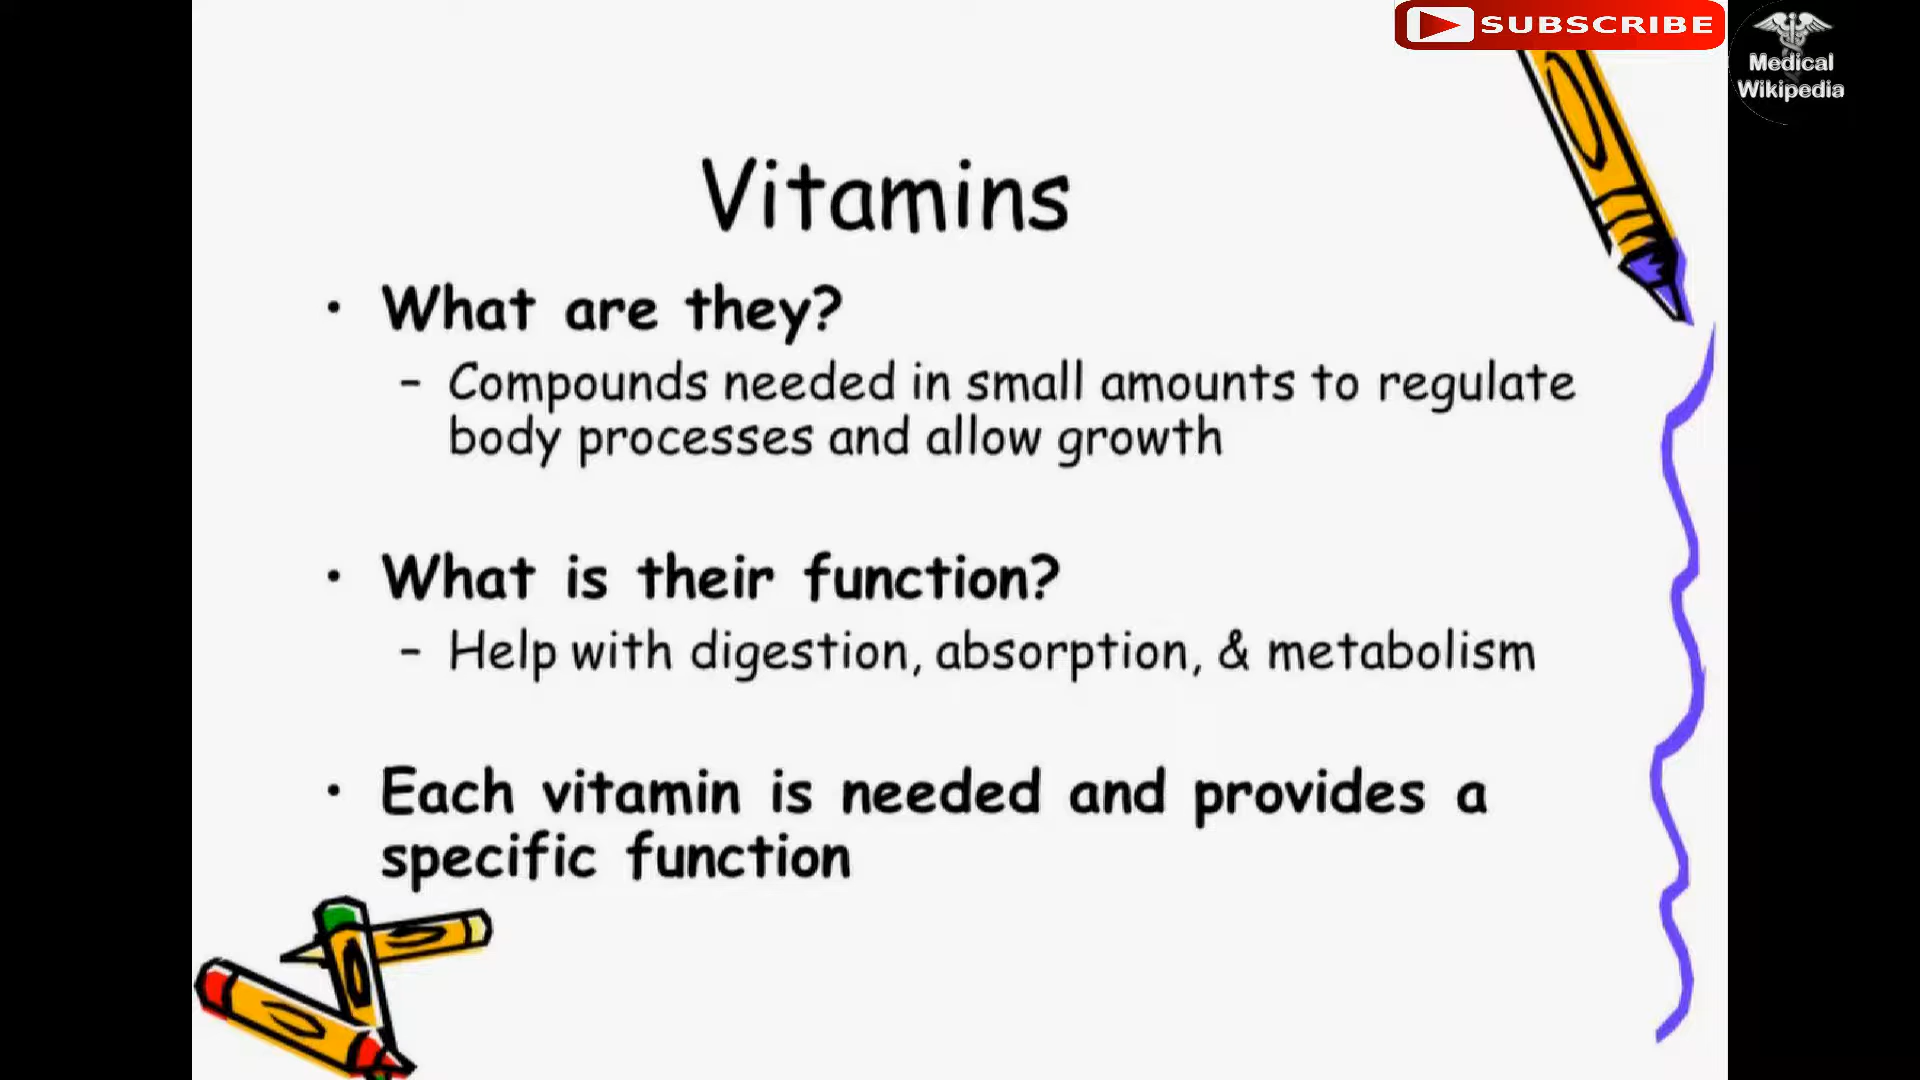 SUBSCRIBE
Medical
Wikipedia
Vitamins
• What are they?
– Compounds needed in small amounts to regulate
body processes and allow growth
• What is their function?
– Help with digestion, absorption, & metabolism
• Each vitamin is needed and provides a
specific function